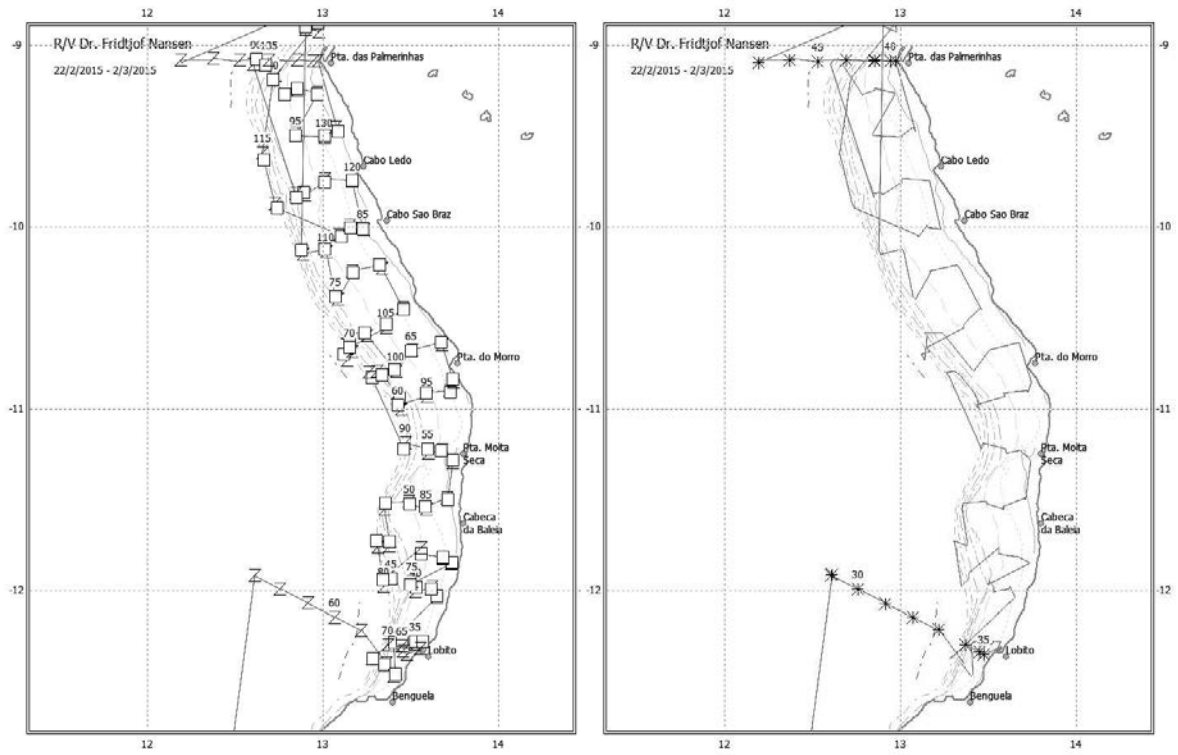 12
13
14
-9
R/V Dr. Fridtjof Nansen
22/2/2015 - 2/3/2015
135
Pta. das Palmerinhas
95
130
115
Cabo Ledo
120
85
Cabo Sao Braz
-10
110
75
105
70
65
100
Pta. do Morro
95
60
-11
90
55
Pta. Moita
Seca
50
85
Cabeca
da Baleia
45
75
80
-12
60
70
65
35
Lobito
Benguela
12
13
14
12
13
14
-9
R/V Dr. Fridtjof Nansen
22/2/2015 - 2/3/2015
45
40
Pta. das Palmerinhas
Cabo Ledo
Cabo Sao Braz
-10
Pta. do Morro
-11
Pta. Moita
Seca
Cabeca
da Baleia
-12
30
35
Lobito
Benguela
12
13
14